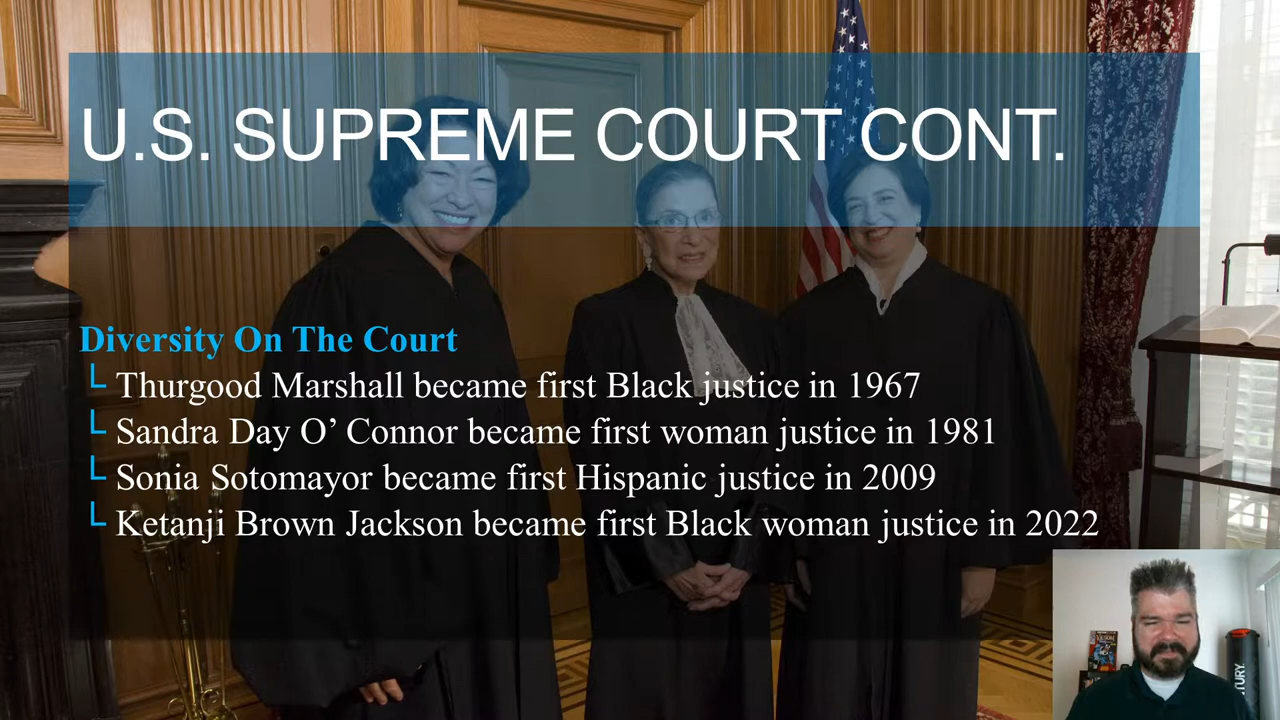 U.S. SUPREME COURT CONT.
Diversity On The Court
Thurgood Marshall became first Black justice in 1967
Sandra Day O’ Connor became first woman justice in 1981
Sonia Sotomayor became first Hispanic justice in 2009
Ketanji Brown Jackson became first Black woman justice in 2022
TURY